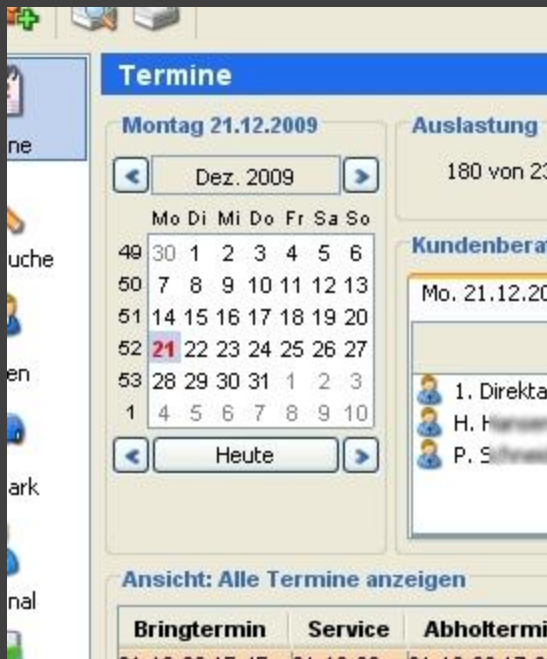 Termine
ne
uche
en
ark
nal
Montag 21.12.2009
Dez. 2009
Mo Di Mi Do Fr Sa So
49 30 1 2 3 4 5 6
50 7 8 9 10 11 12 13
51 14 15 16 17 18 19 20
52 21 22 23 24 25 26 27
53 28 29 30 31 1 2 3
1 4 5 6 7 8 9 10
Heute
Auslastung
180 von 23
Kundenberat
Mo. 21.12.20
1. Direkta
H. H
P. S
Ansicht: Alle Termine anzeigen
Bringtermin Service Abholtermi